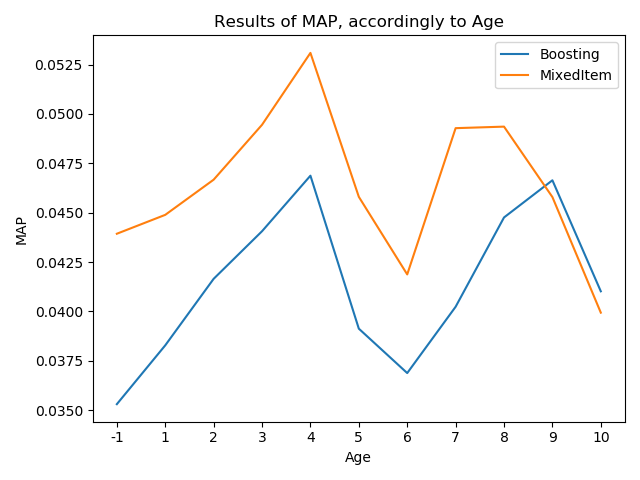 Results of MAP, accordingly to Age
Boosting
MixedItem
0.0525
0.0500
0.0475
0.0450
0.0425
0.0400
0.0375
0.0350
MAP
-1 1 2 3 4 5 6 7 8 9 10
Age